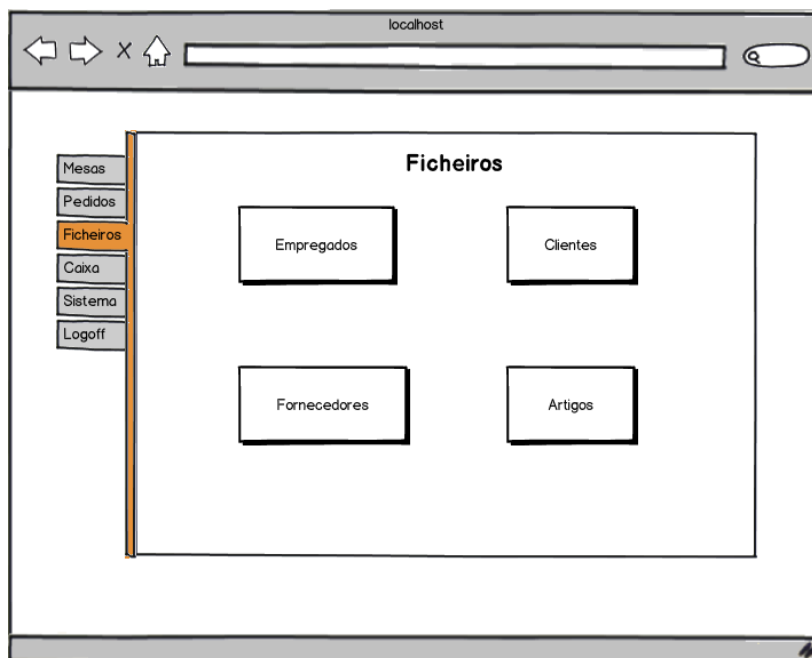 localhost
Mesas
Pedidos
Ficheiros
Caixa
Sistema
Logoff
Ficheiros
Empregados
Clientes
Fornecedores
Artigos